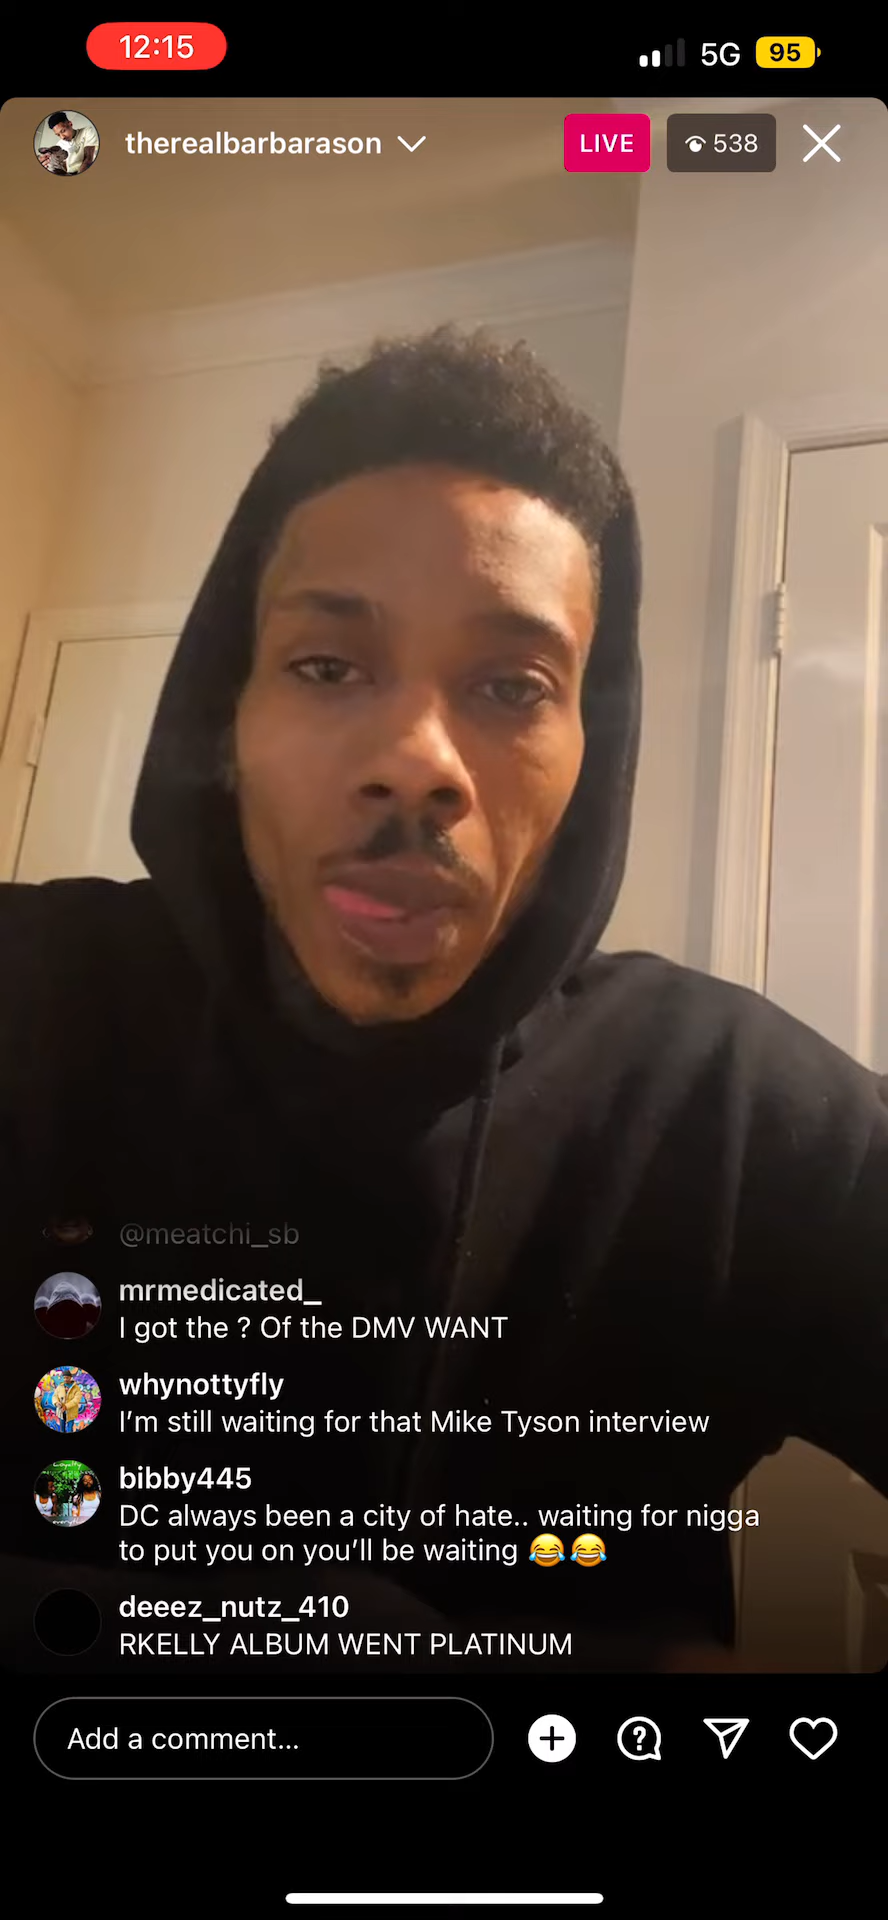 12:15
5G
95
therealbarbarason
LIVE
538
@meatchi_sb
mrmedicated_
I got the ? Of the DMV WANT
whynottyfly
I’m still waiting for that Mike Tyson interview
bibby445
DC always been a city of hate.. waiting for nigga
to put you on you’ll be waiting 😂😂
deeez_nutz_410
RKELLY ALBUM WENT PLATINUM
Add a comment...